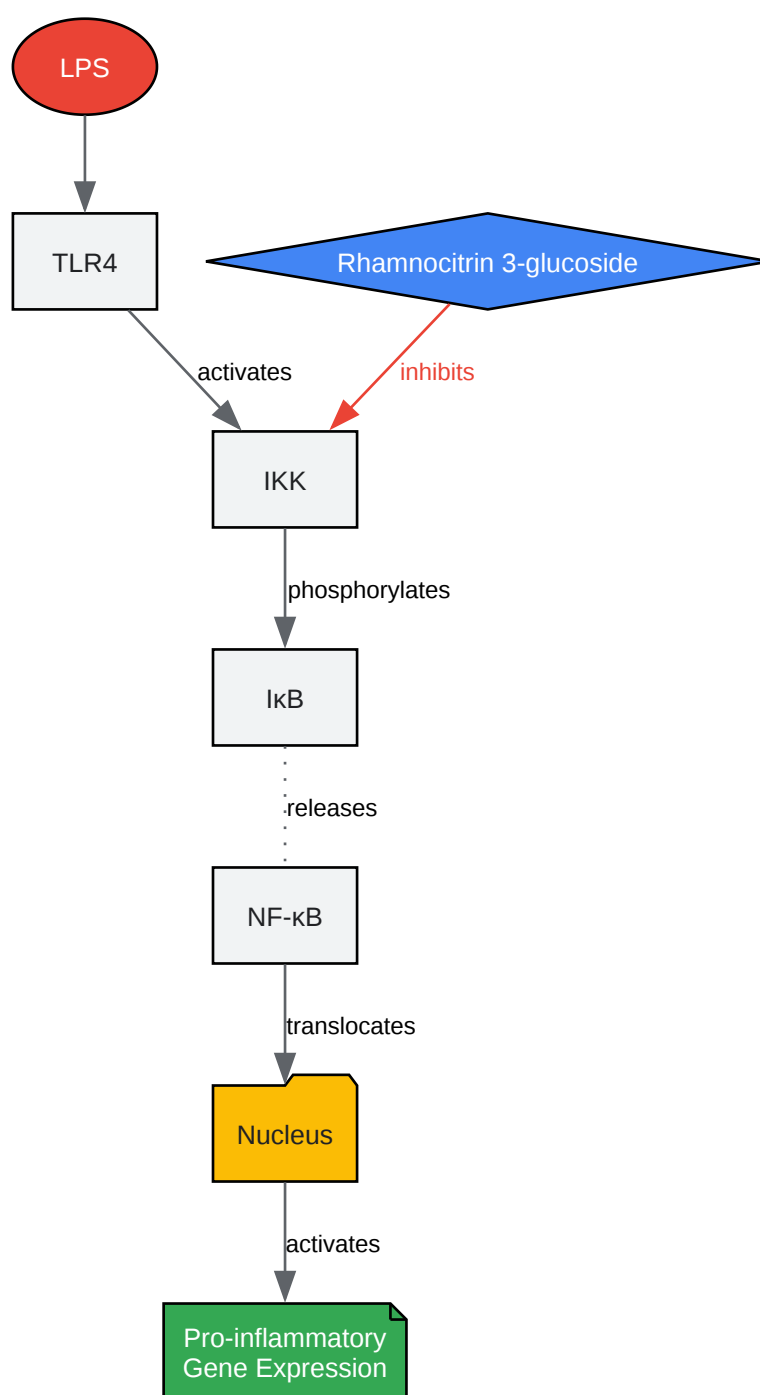 LPS
TLR4
Rhamnocitrin 3-glucoside
activates
inhibits
IKK
phosphorylates
IκB
releases
NF-κB
translocates
Nucleus
activates
Pro-inflammatory
Gene Expression